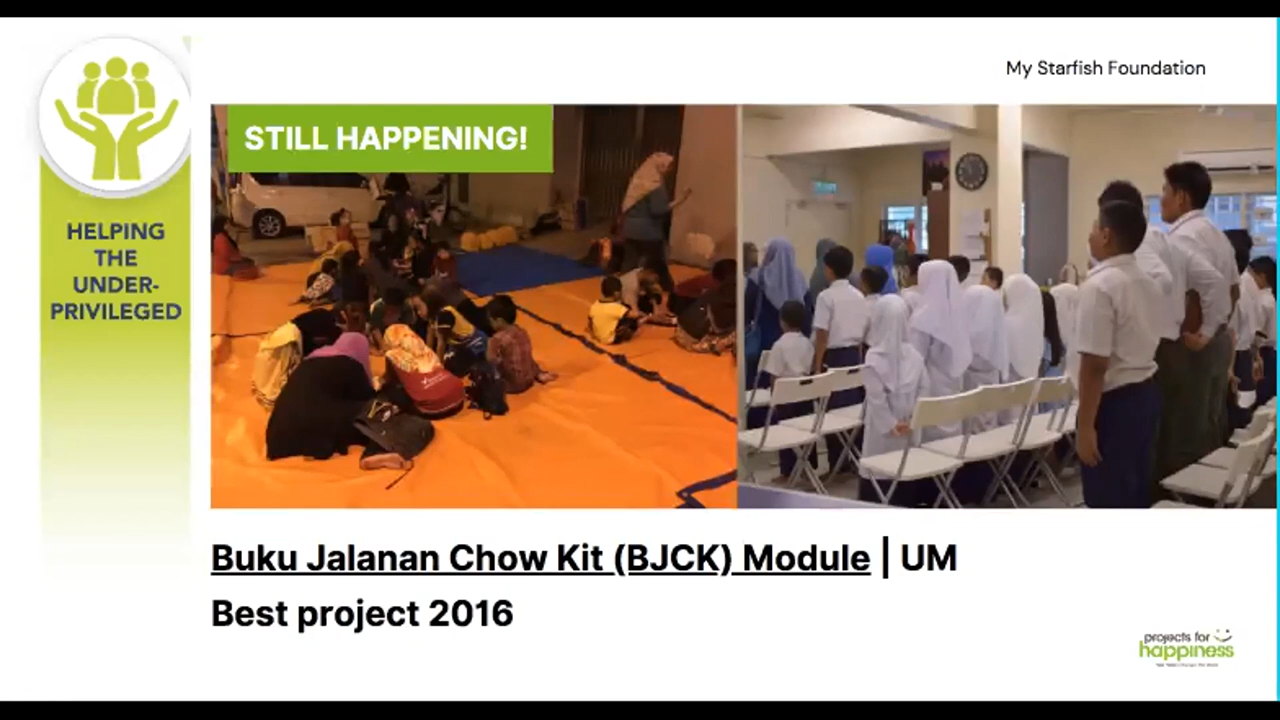 My Starfish Foundation
STILL HAPPENING!
HELPING
THE
UNDER-
PRIVILEGED
Buku Jalanan Chow Kit (BJCK) Module | UM
Best project 2016
projects for
happiness